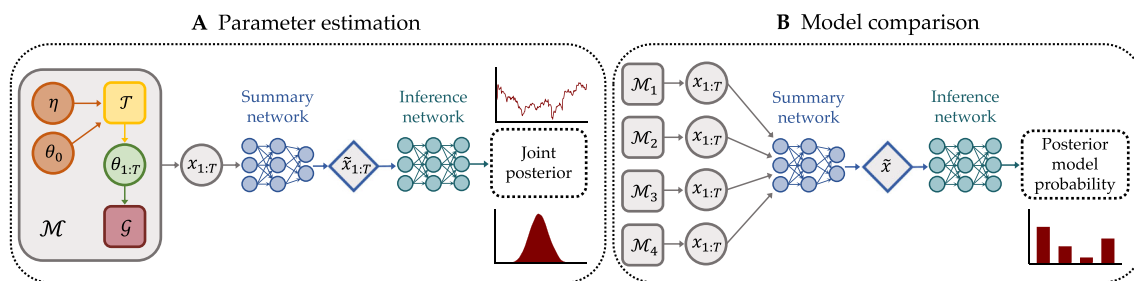 A Parameter estimation
η
𝒯
θ₀
θ₁:T
ℳ
𝒢
x₁:T
Summary
network
x̃₁:T
Inference
network
Joint
posterior
B Model comparison
ℳ₁
x₁:T
ℳ₂
x₁:T
ℳ₃
x₁:T
ℳ₄
x₁:T
Summary
network
x̃
Inference
network
Posterior
model
probability